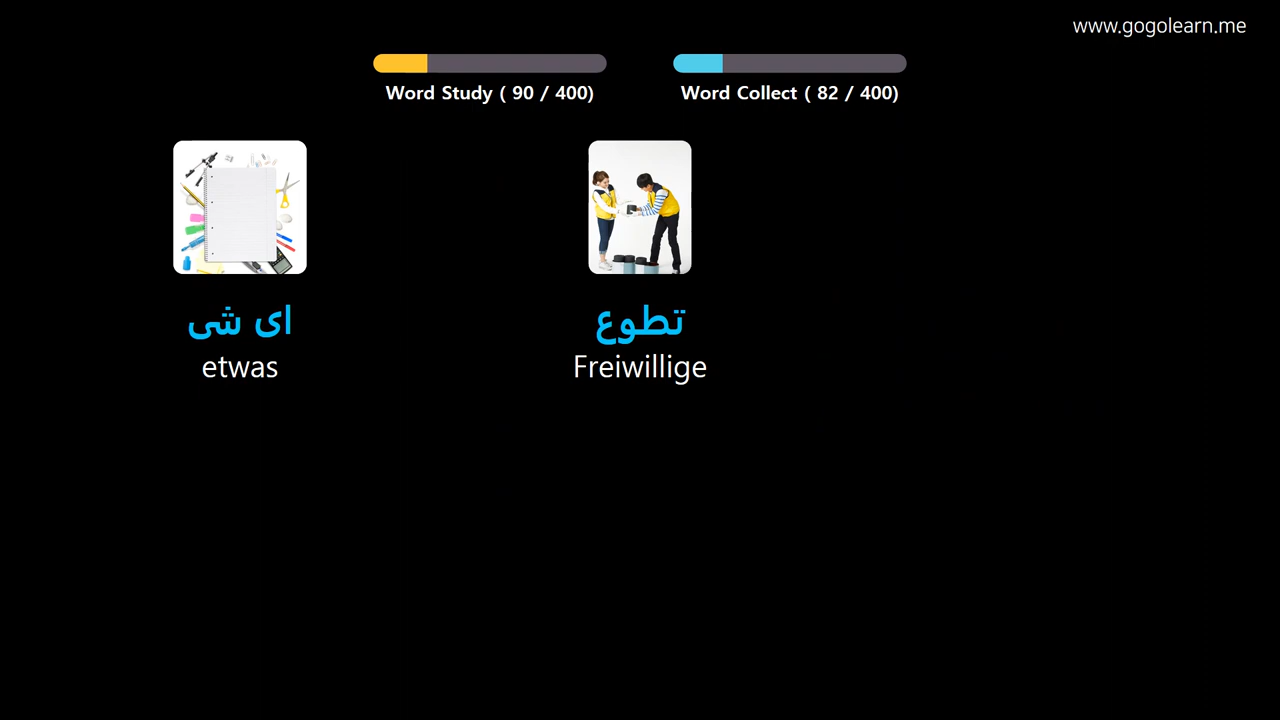 www.gogolearn.me
Word Study ( 90 / 400)
Word Collect ( 82 / 400)
ای شی
etwas
تطوع
Freiwillige